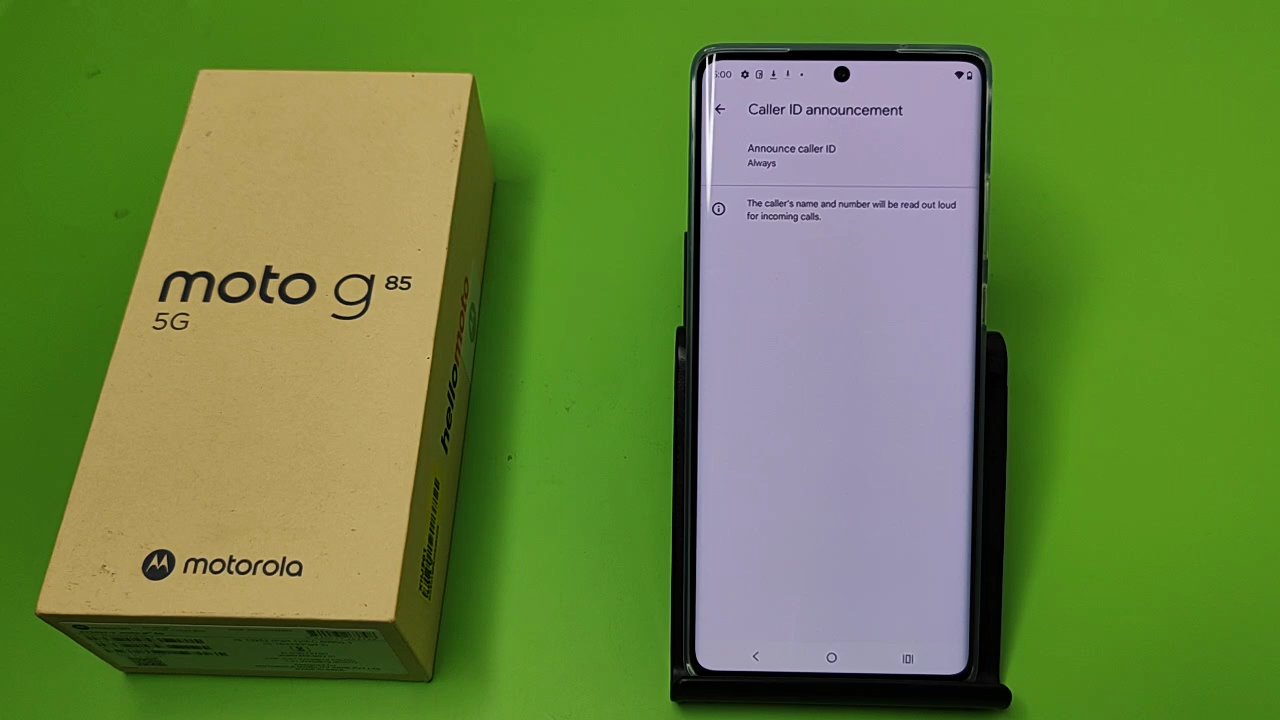 moto g 85
5G
hellomoto
motorola
:00
Caller ID announcement
Announce caller ID
Always
The caller's name and number will be read out loud
for incoming calls.